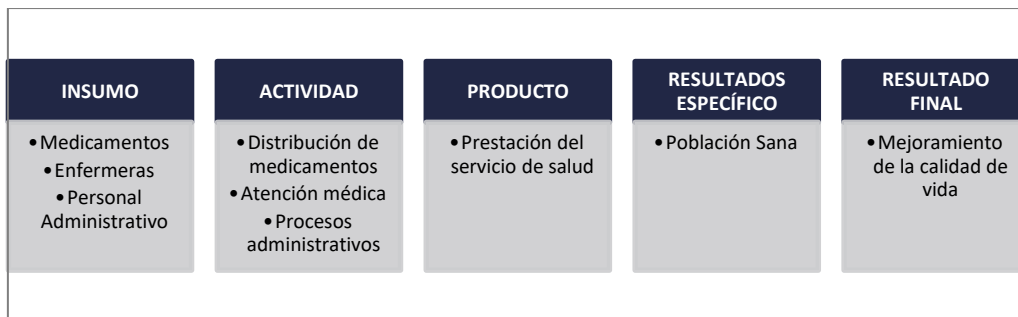 INSUMO
• Medicamentos
• Enfermeras
• Personal
Administrativo
ACTIVIDAD
• Distribución de
medicamentos
• Atención médica
• Procesos
administrativos
PRODUCTO
• Prestación del
servicio de salud
RESULTADOS
ESPECÍFICO
• Población Sana
RESULTADO
FINAL
• Mejoramiento
de la calidad de
vida